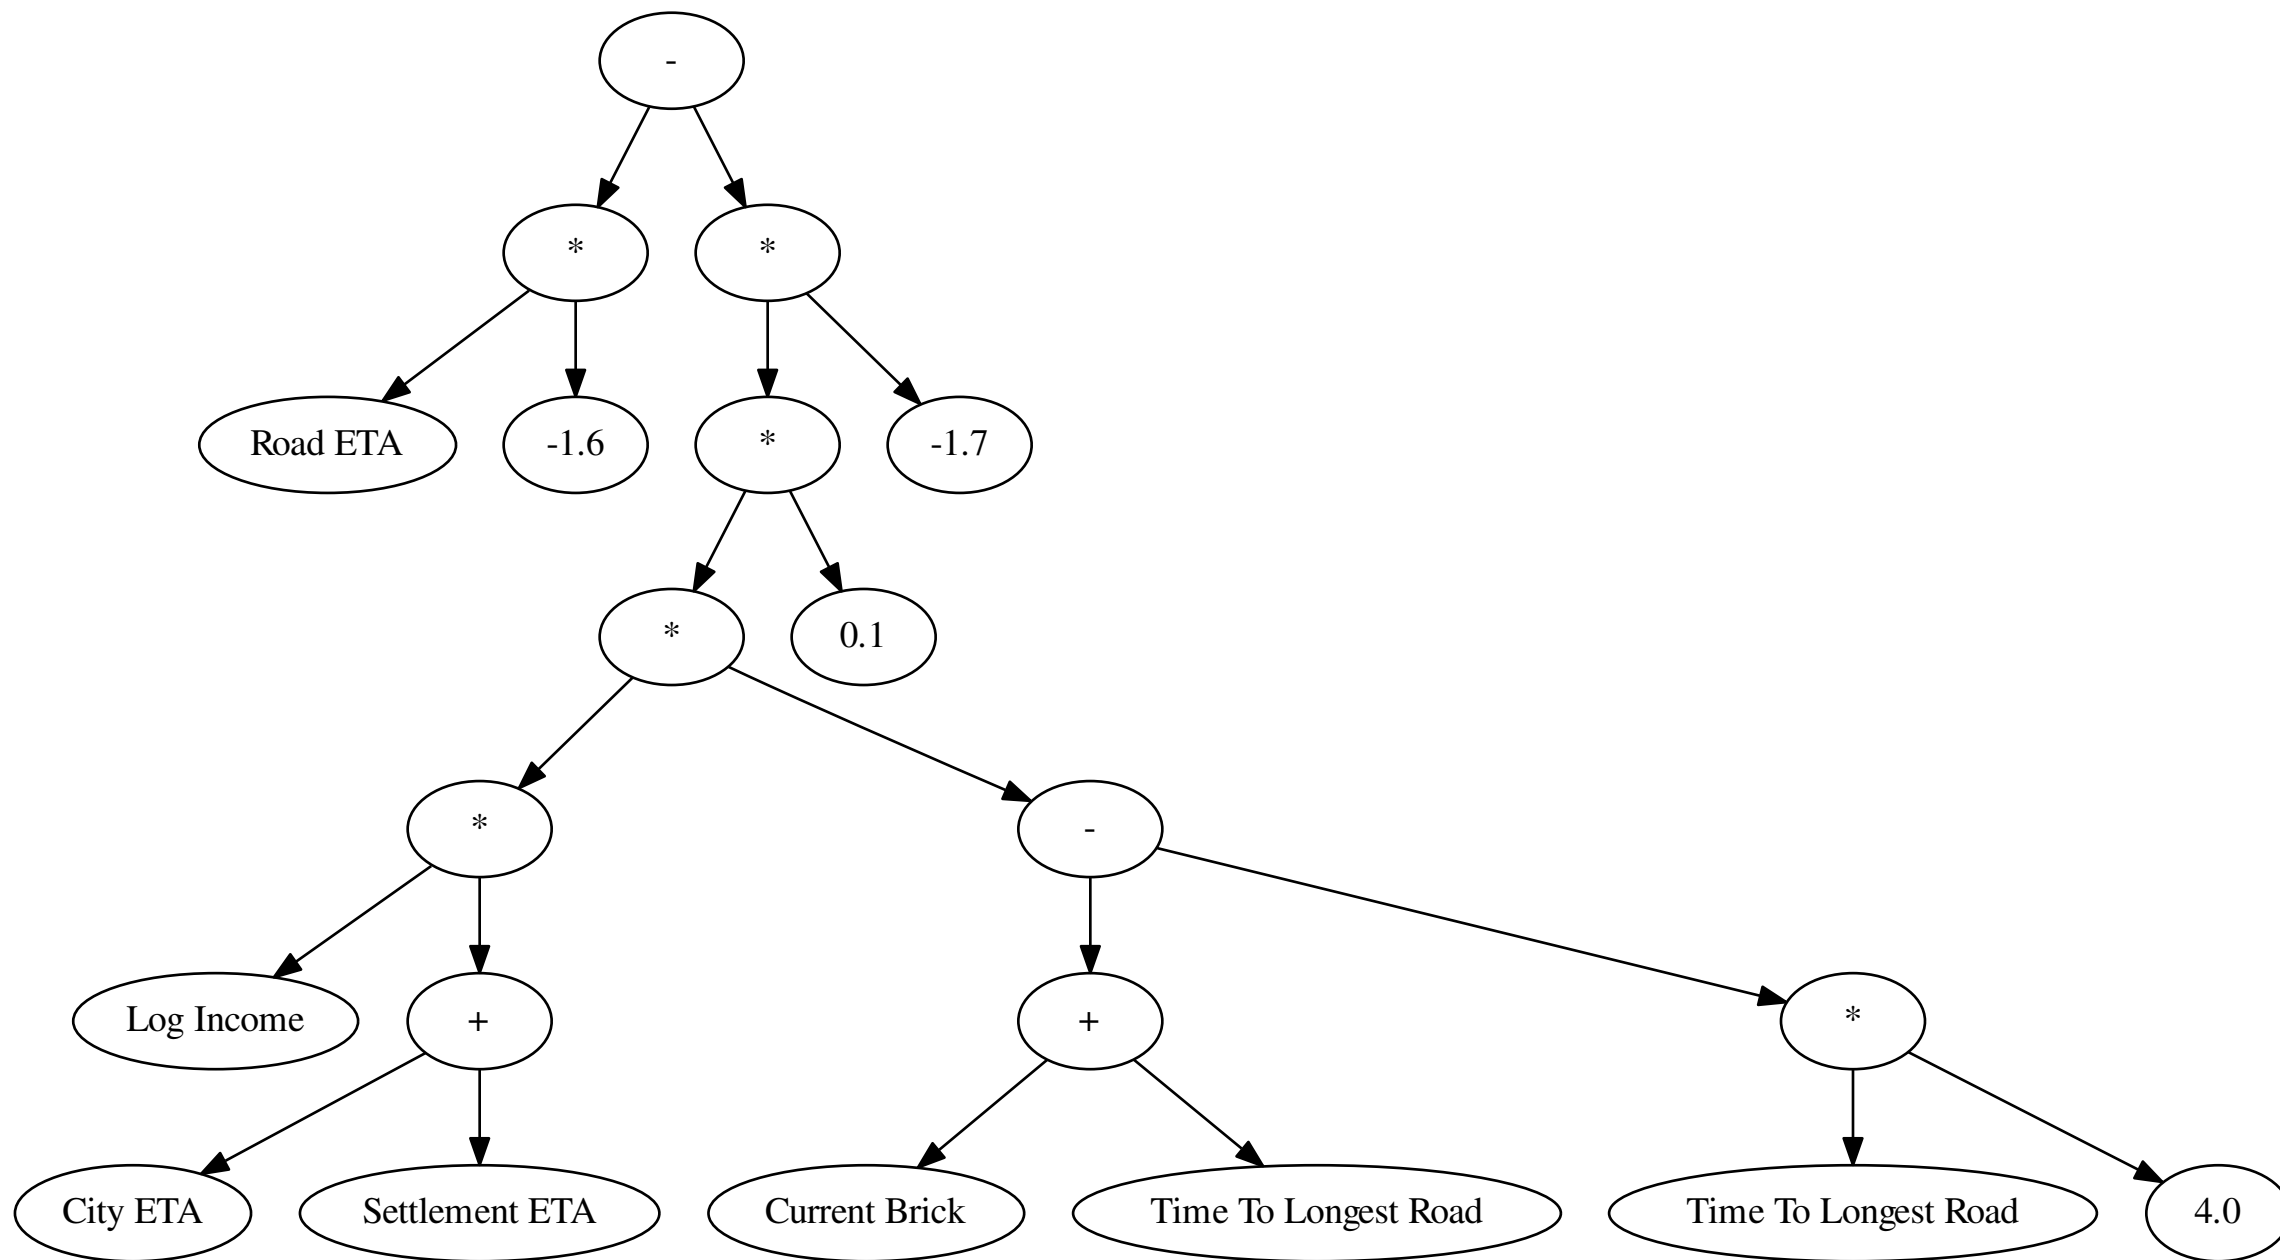 -
*
*
Road ETA
-1.6
*
-1.7
*
0.1
*
-
Log Income
+
+
*
City ETA
Settlement ETA
Current Brick
Time To Longest Road
Time To Longest Road
4.0